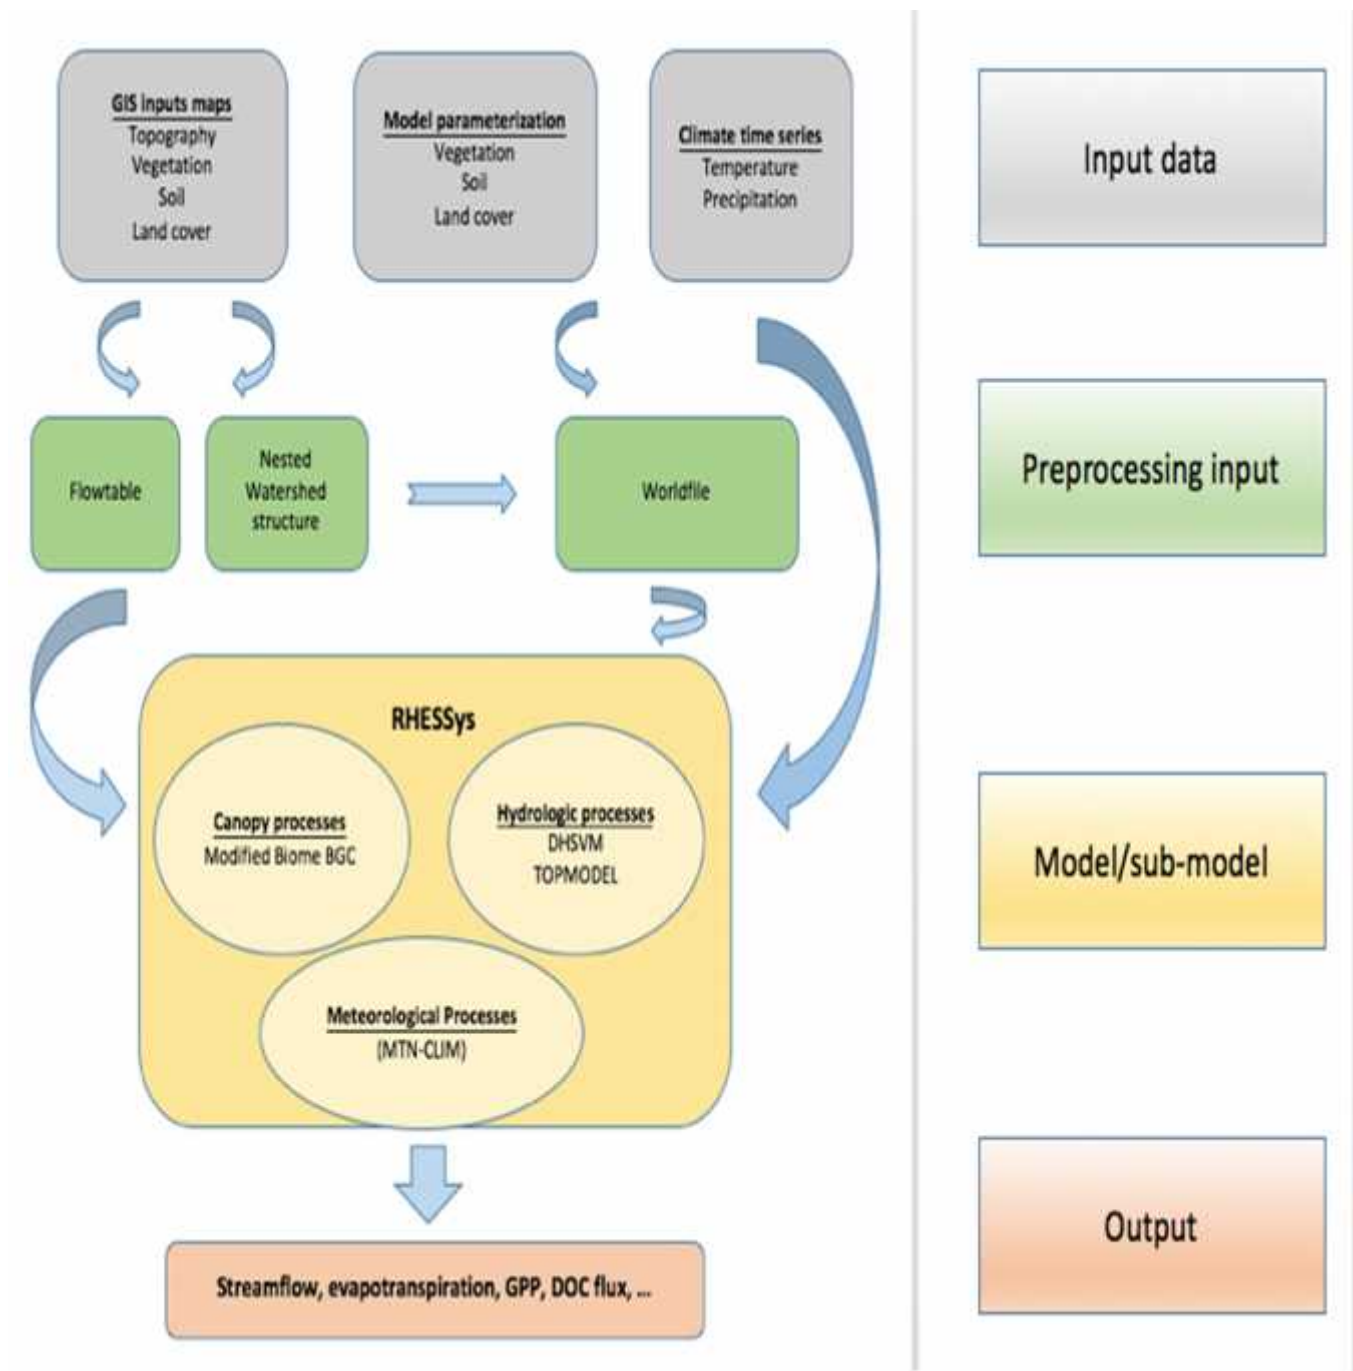 GIS inputs maps
Topography
Vegetation
Soil
Land cover
Model parameterization
Vegetation
Soil
Land cover
Climate time series
Temperature
Precipitation
Input data
Flowtable
Nested
Watershed
structure
Worldfile
Preprocessing input
RHESSys
Canopy processes
Modified Biome BGC
Hydrologic processes
DHSVM
TOPMODEL
Meteorological Processes
(MTN-CLIM)
Model/sub-model
Streamflow, evapotranspiration, GPP, DOC flux, ...
Output